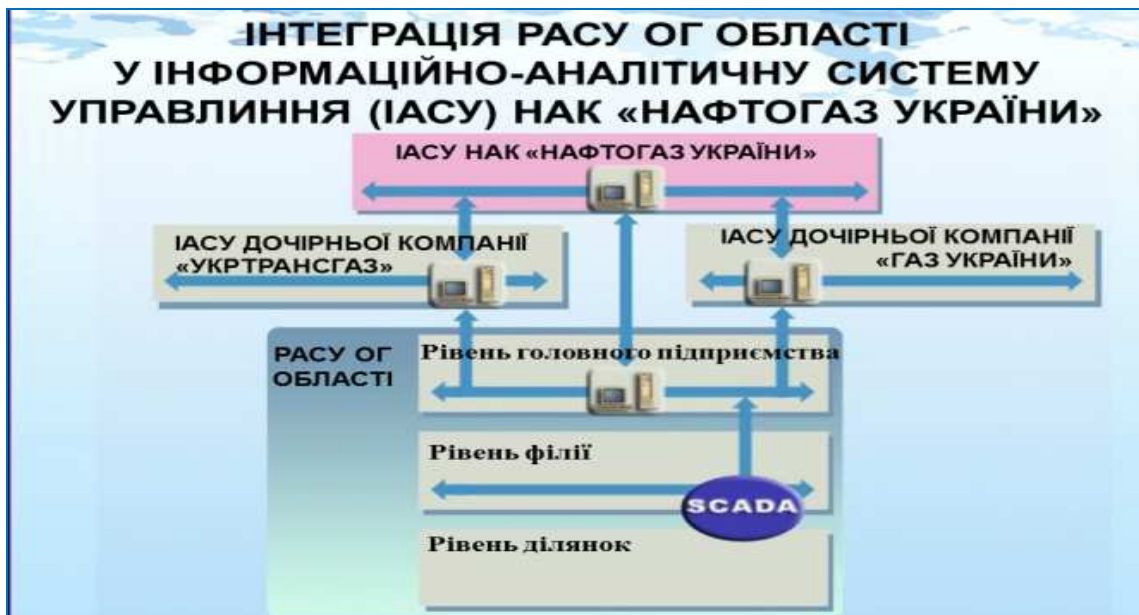 ІНТЕГРАЦІЯ РАСУ ОГ ОБЛАСТІ
У ІНФОРМАЦІЙНО-АНАЛІТИЧНУ СИСТЕМУ
УПРАВЛИННЯ (ІАСУ) НАК «НАФТОГАЗ УКРАЇНИ»
ІАСУ НАК «НАФТОГАЗ УКРАЇНИ»
ІАСУ ДОЧІРНЬОЇ КОМПАНІЇ
«УКРТРАНСГАЗ»
ІАСУ ДОЧІРНЬОЇ КОМПАНІЇ
«ГАЗ УКРАЇНИ»
РАСУ ОГ
ОБЛАСТІ
Рівень головного підприємства
Рівень філії
SCADA
Рівень ділянок